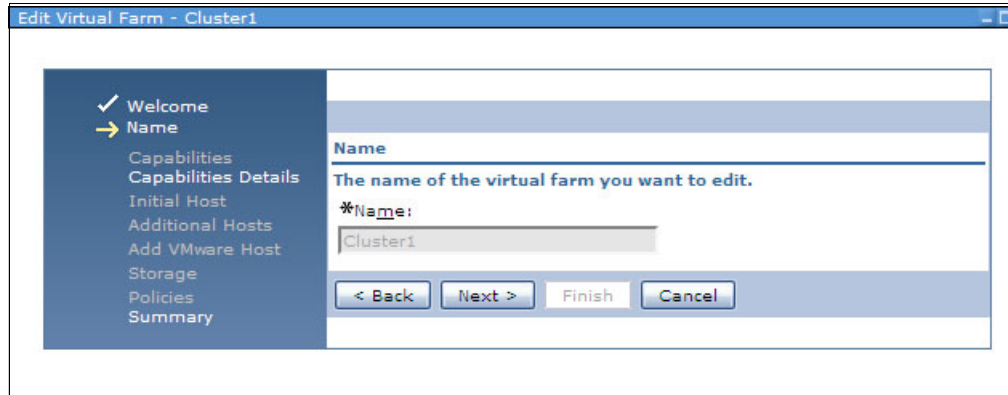 Edit Virtual Farm - Cluster1
Welcome
Name
Capabilities
Capabilities Details
Initial Host
Additional Hosts
Add VMware Host
Storage
Policies
Summary
Name
The name of the virtual farm you want to edit.
*Name:
Cluster1
< Back Next > Finish Cancel